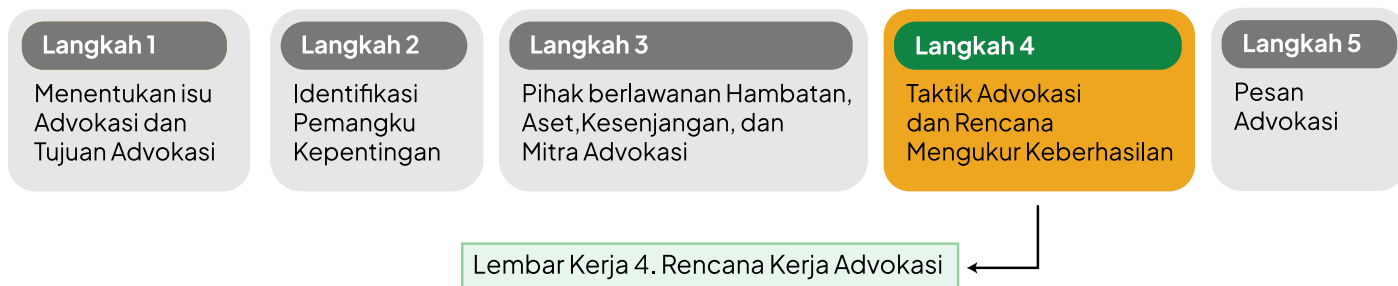 Langkah 1
Menentukan isu
Advokasi dan
Tujuan Advokasi
Langkah 2
Identifikasi
Pemangku
Kepentingan
Langkah 3
Pihak berlawanan Hambatan,
Aset,Kesenjangan, dan
Mitra Advokasi
Langkah 4
Taktik Advokasi
dan Rencana
Mengukur Keberhasilan
Langkah 5
Pesan
Advokasi
Lembar Kerja 4. Rencana Kerja Advokasi